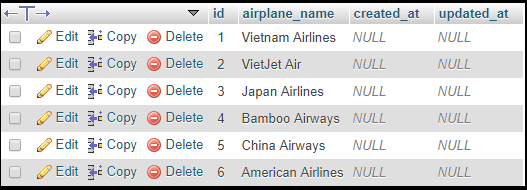 id airplane_name created_at updated_at
Edit Copy Delete 1 Vietnam Airlines NULL NULL
Edit Copy Delete 2 VietJet Air NULL NULL
Edit Copy Delete 3 Japan Airlines NULL NULL
Edit Copy Delete 4 Bamboo Airways NULL NULL
Edit Copy Delete 5 China Airways NULL NULL
Edit Copy Delete 6 American Airlines NULL NULL